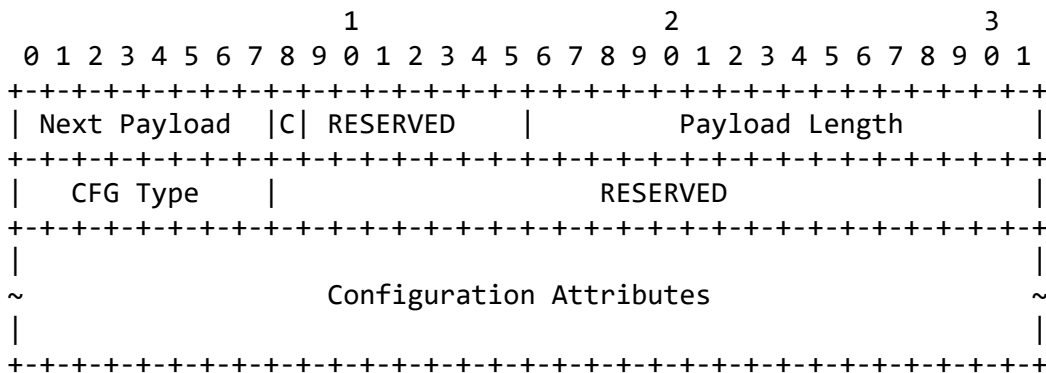 1                   2                   3
 0 1 2 3 4 5 6 7 8 9 0 1 2 3 4 5 6 7 8 9 0 1 2 3 4 5 6 7 8 9 0 1
+-+-+-+-+-+-+-+-+-+-+-+-+-+-+-+-+-+-+-+-+-+-+-+-+-+-+-+-+-+-+-+-+
| Next Payload  |C| RESERVED    |         Payload Length        |
+-+-+-+-+-+-+-+-+-+-+-+-+-+-+-+-+-+-+-+-+-+-+-+-+-+-+-+-+-+-+-+-+
|   CFG Type    |                    RESERVED                   |
+-+-+-+-+-+-+-+-+-+-+-+-+-+-+-+-+-+-+-+-+-+-+-+-+-+-+-+-+-+-+-+-+
|                                                               |
~                   Configuration Attributes                    ~
|                                                               |
+-+-+-+-+-+-+-+-+-+-+-+-+-+-+-+-+-+-+-+-+-+-+-+-+-+-+-+-+-+-+-+-+